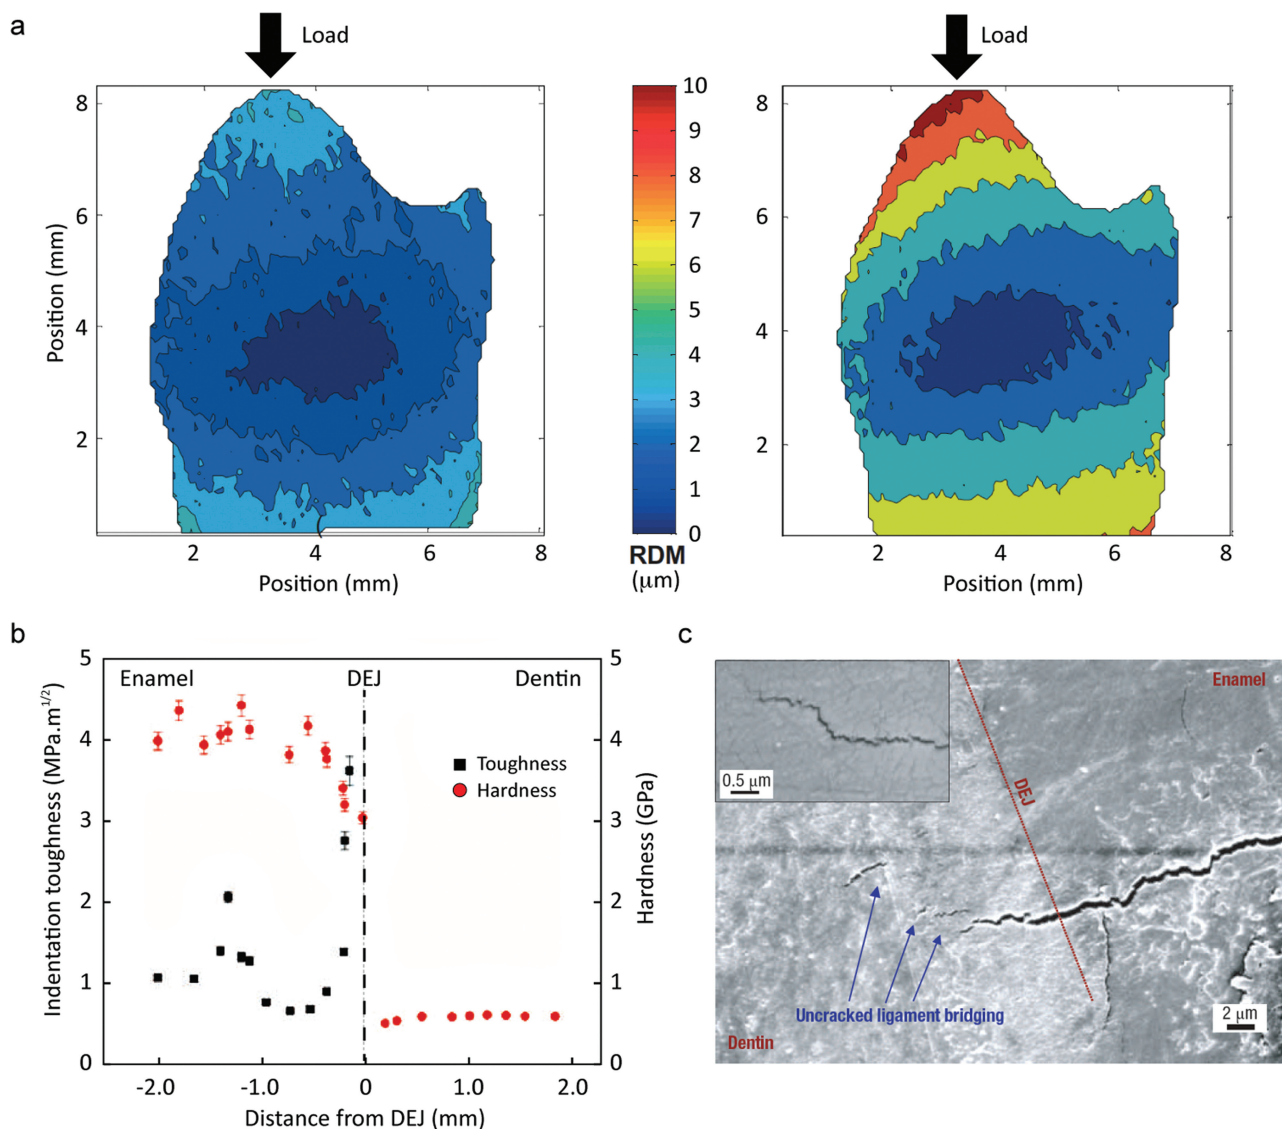 a
Load
Load
8
6
4
2
Position (mm)
2
4
6
8
Position (mm)
10
9
8
7
6
5
4
3
2
1
0
RDM
(μm)
8
6
4
2
2
4
6
8
Position (mm)
b
5
4
3
2
1
0
Indentation toughness (MPa.m1/2)
Enamel
DEJ
Dentin
Toughness
Hardness
5
4
3
2
1
0
Hardness (GPa)
-2.0
-1.0
0
1.0
2.0
Distance from DEJ (mm)
c
0.5 μm
Enamel
DEJ
Uncracked ligament bridging
Dentin
2 μm